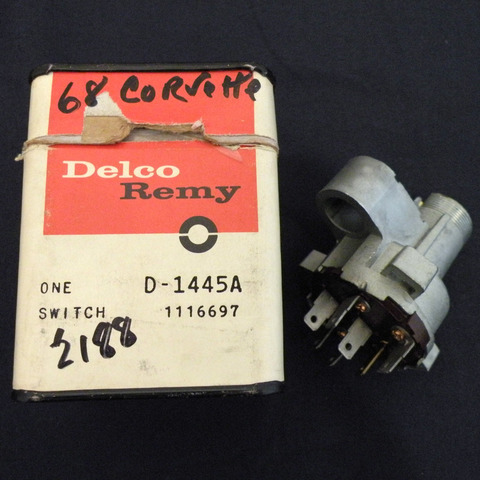 68 CORVette
Delco
Remy
ONE D-1445A
SWITCH 1116697
2188